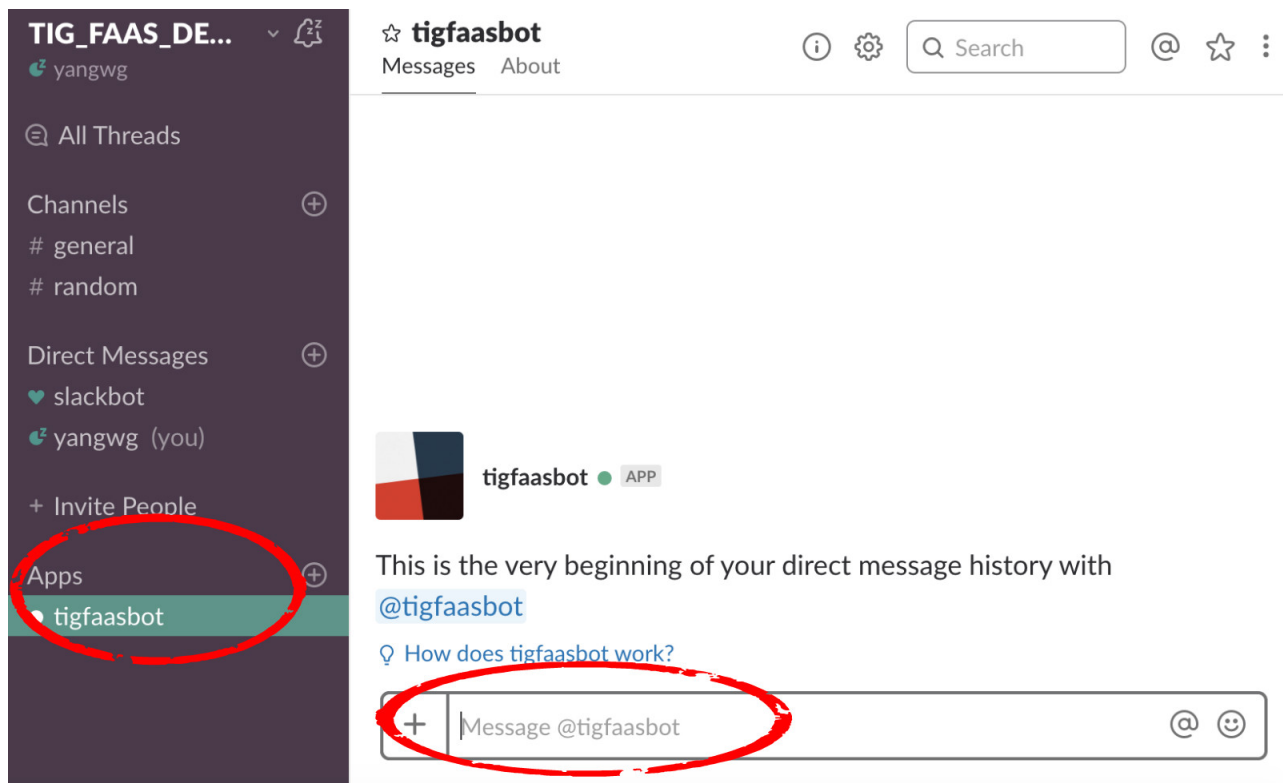 TIG_FAAS_DE...
yangwg
All Threads
Channels
# general
# random
Direct Messages
slackbot
yangwg (you)
+ Invite People
Apps
tigfaasbot
tigfaasbot
Messages About
Search
tigfaasbot APP
This is the very beginning of your direct message history with
@tigfaasbot
How does tigfaasbot work?
Message @tigfaasbot